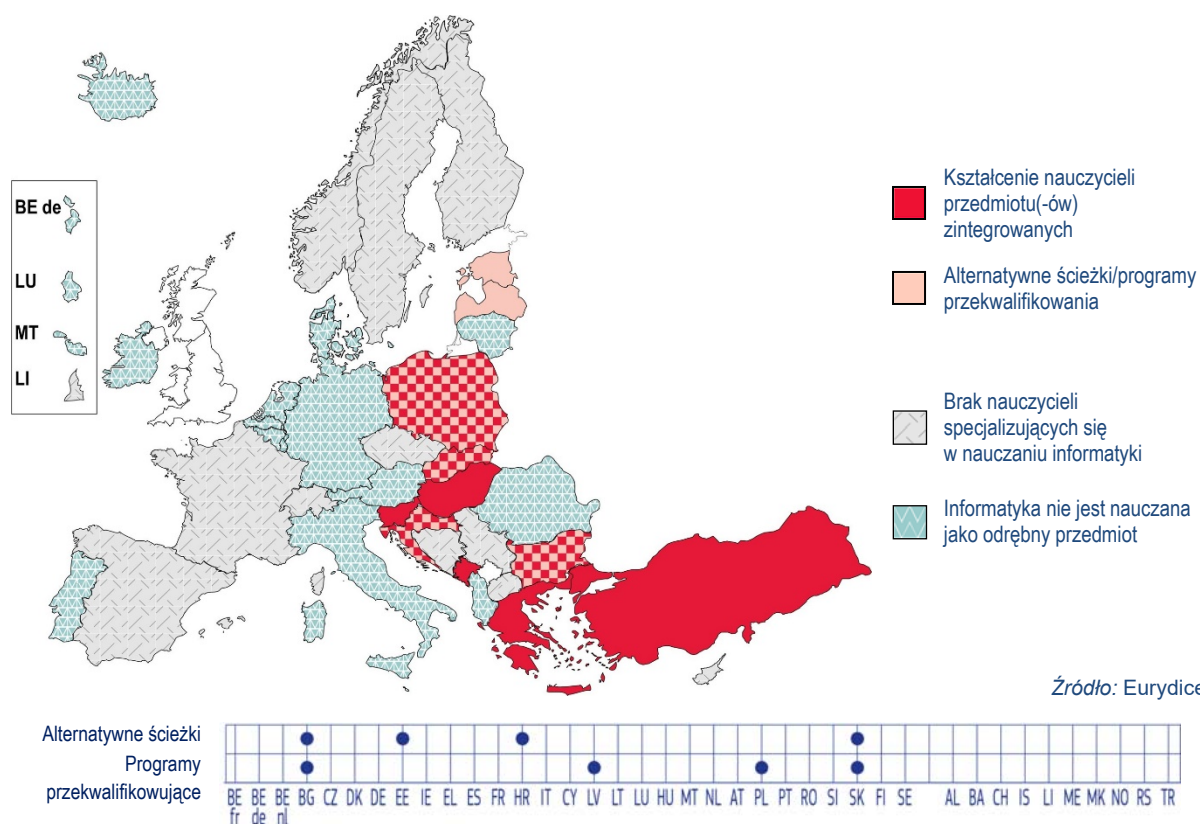 BE de
LU
MT
LI
Kształcenie nauczycieli
przedmiotu(-ów)
zintegrowanych
Alternatywne ścieżki/programy
przekwalifikowania
Brak nauczycieli
specjalizujących się
w nauczaniu informatyki
Informatyka nie jest nauczana
jako odrębny przedmiot
Źródło: Eurydice
Alternatywne ścieżki
Programy
przekwalifikowujące
BE BE BE BG CZ DK DE EE IE EL ES FR HR IT CY LV LT LU HU MT NL AT PL PT RO SI SK FI SE AL BA CH IS LI ME MK NO RS TR
fr de nl